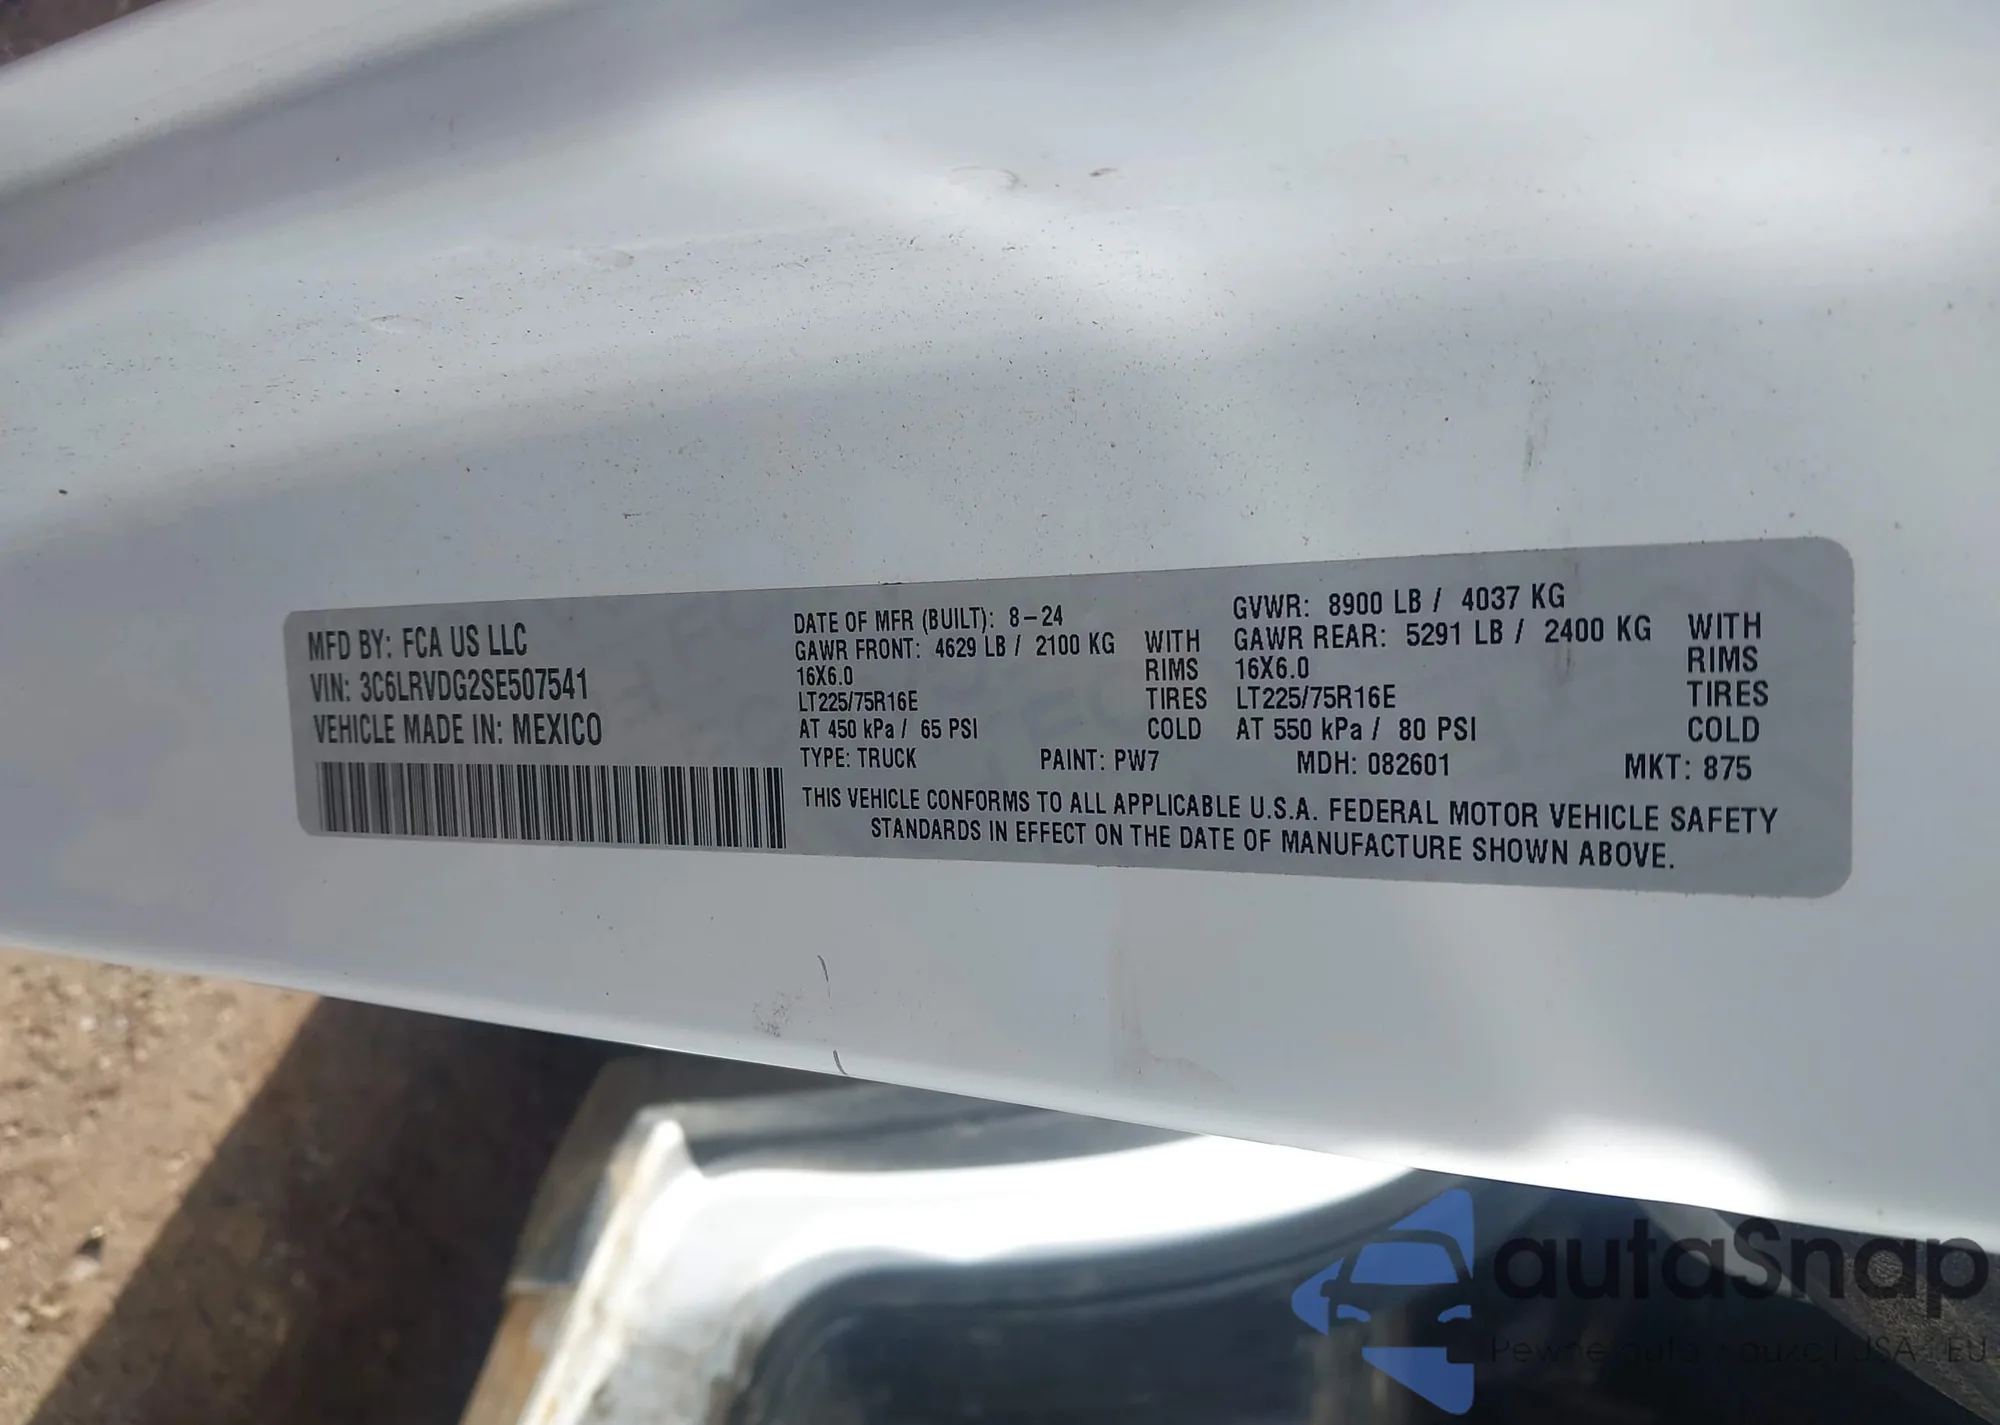 MFD BY: FCA US LLC
VIN: 3C6LRVDG2SE507541
VEHICLE MADE IN: MEXICO
DATE OF MFR (BUILT): 8-24
GAWR FRONT: 4629 LB / 2100 KG WITH
16X6.0 RIMS
LT225/75R16E TIRES
AT 450 kPa / 65 PSI COLD
GVWR: 8900 LB / 4037 KG
GAWR REAR: 5291 LB / 2400 KG WITH
16X6.0 RIMS
LT225/75R16E TIRES
AT 550 kPa / 80 PSI COLD
TYPE: TRUCK PAINT: PW7 MDH: 082601 MKT: 875
THIS VEHICLE CONFORMS TO ALL APPLICABLE U.S.A. FEDERAL MOTOR VEHICLE SAFETY
STANDARDS IN EFFECT ON THE DATE OF MANUFACTURE SHOWN ABOVE.
autaSnap
Pewne auta USA EU